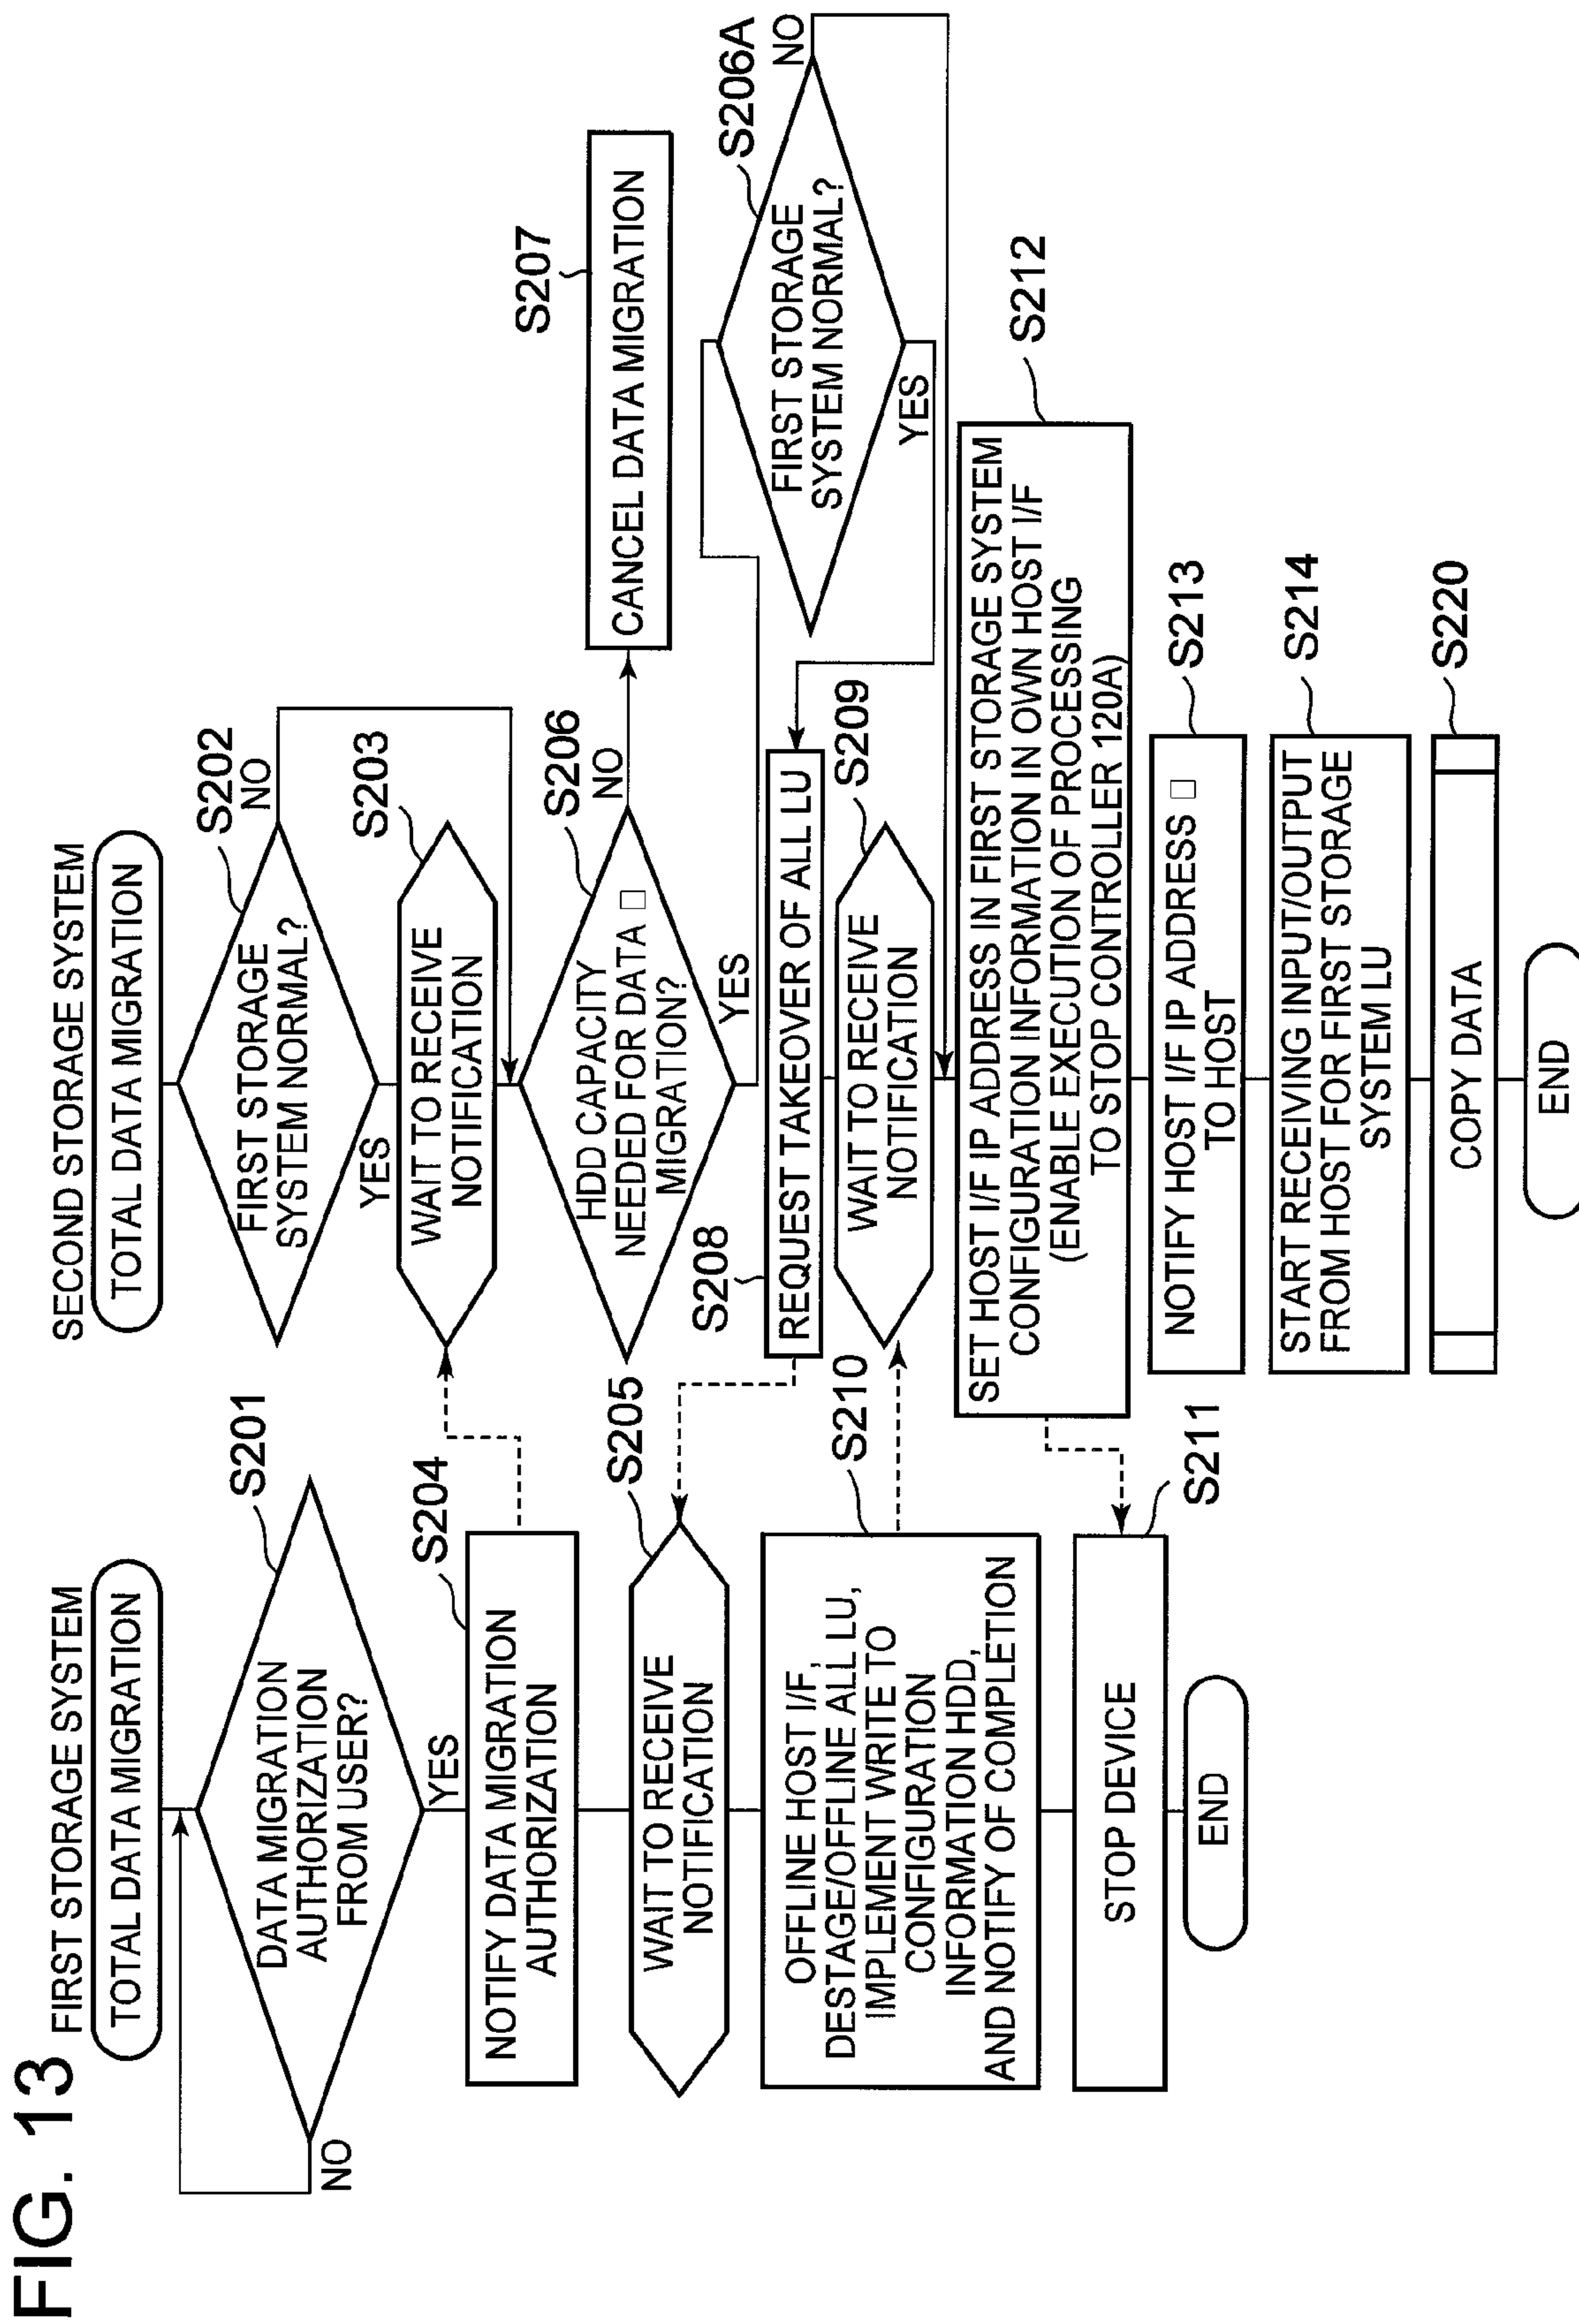 FIG. 13
FIRST STORAGE SYSTEM
TOTAL DATA MIGRATION
S201
DATA MIGRATION
AUTHORIZATION
FROM USER?
NO
YES
S204
NOTIFY DATA MIGRATION
AUTHORIZATION
S205
WAIT TO RECEIVE
NOTIFICATION
S210
OFFLINE HOST I/F,
DESTAGE/OFFLINE ALL LU,
IMPLEMENT WRITE TO
CONFIGURATION
INFORMATION HDD,
AND NOTIFY OF COMPLETION
S211
STOP DEVICE
END
SECOND STORAGE SYSTEM
TOTAL DATA MIGRATION
S202
FIRST STORAGE
SYSTEM NORMAL?
NO
YES
S203
WAIT TO RECEIVE
NOTIFICATION
S206
HDD CAPACITY
NEEDED FOR DATA □
MIGRATION?
NO
YES
S207
CANCEL DATA MIGRATION
S206A
FIRST STORAGE
SYSTEM NORMAL?
NO
YES
S208
REQUEST TAKEOVER OF ALL LU
S209
WAIT TO RECEIVE
NOTIFICATION
S212
SET HOST I/F IP ADDRESS IN FIRST STORAGE SYSTEM
CONFIGURATION INFORMATION IN OWN HOST I/F
(ENABLE EXECUTION OF PROCESSING
TO STOP CONTROLLER 120A)
S213
NOTIFY HOST I/F IP ADDRESS □
TO HOST
S214
START RECEIVING INPUT/OUTPUT
FROM HOST FOR FIRST STORAGE
SYSTEM LU
S220
COPY DATA
END